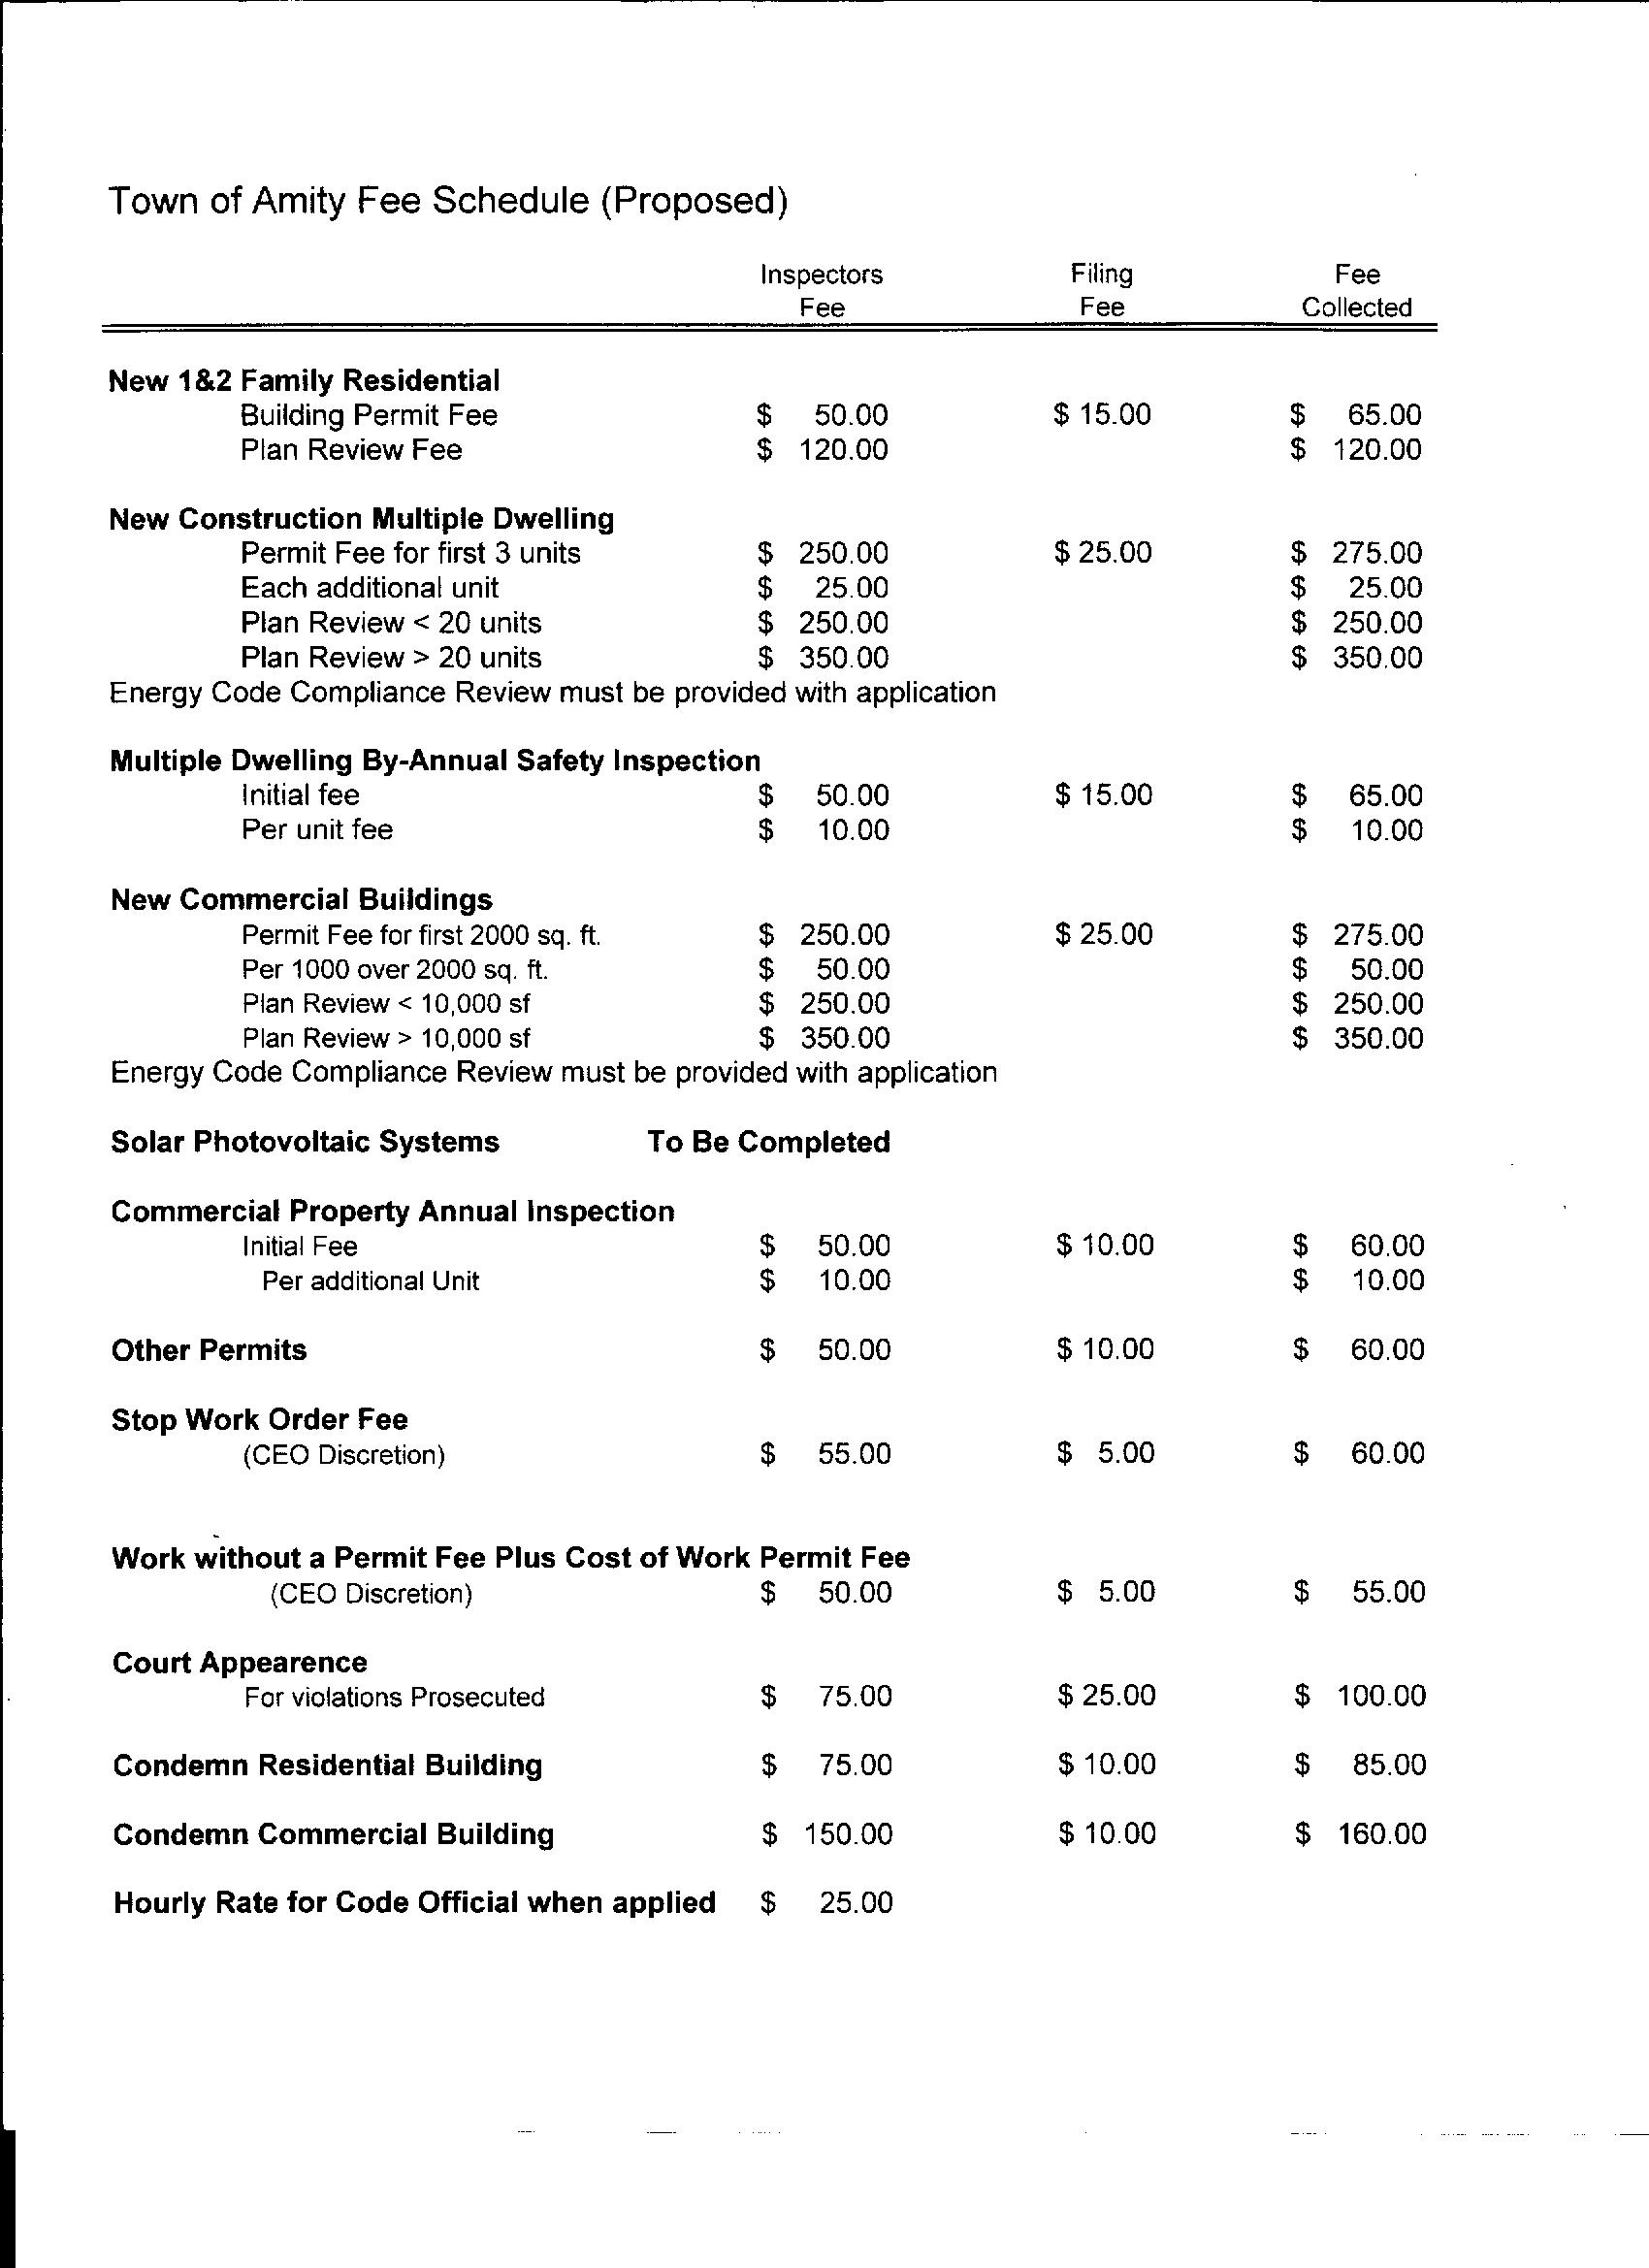 Town of Amity Fee Schedule (Proposed)
Inspectors Filing Fee
Fee Fee Collected
New 1&2 Family Residential
Building Permit Fee $ 50.00 $ 15.00 $ 65.00
Plan Review Fee $ 120.00 $ 120.00
New Construction Multiple Dwelling
Permit Fee for first 3 units $ 250.00 $ 25.00 $ 275.00
Each additional unit $ 25.00 $ 25.00
Plan Review < 20 units $ 250.00 $ 250.00
Plan Review > 20 units $ 350.00 $ 350.00
Energy Code Compliance Review must be provided with application
Multiple Dwelling By-Annual Safety Inspection
Initial fee $ 50.00 $ 15.00 $ 65.00
Per unit fee $ 10.00 $ 10.00
New Commercial Buildings
Permit Fee for first 2000 sq. ft. $ 250.00 $ 25.00 $ 275.00
Per 1000 over 2000 sq. ft. $ 50.00 $ 50.00
Plan Review < 10,000 sf $ 250.00 $ 250.00
Plan Review > 10,000 sf $ 350.00 $ 350.00
Energy Code Compliance Review must be provided with application
Solar Photovoltaic Systems To Be Completed
Commercial Property Annual Inspection
Initial Fee $ 50.00 $ 10.00 $ 60.00
Per additional Unit $ 10.00 $ 10.00
Other Permits $ 50.00 $ 10.00 $ 60.00
Stop Work Order Fee
(CEO Discretion) $ 55.00 $ 5.00 $ 60.00
Work without a Permit Fee Plus Cost of Work Permit Fee
(CEO Discretion) $ 50.00 $ 5.00 $ 55.00
Court Appearence
For violations Prosecuted $ 75.00 $ 25.00 $ 100.00
Condemn Residential Building $ 75.00 $ 10.00 $ 85.00
Condemn Commercial Building $ 150.00 $ 10.00 $ 160.00
Hourly Rate for Code Official when applied $ 25.00